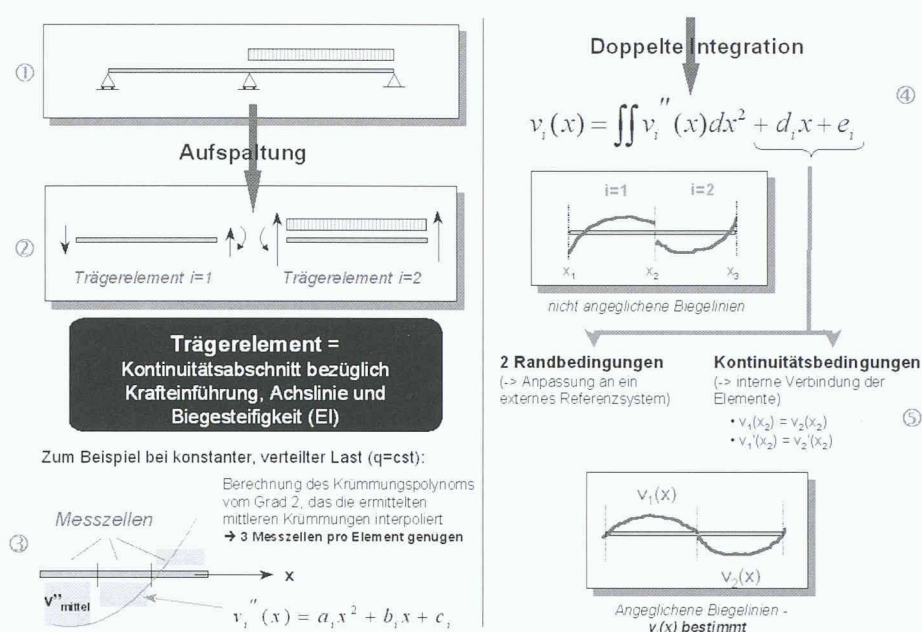 ①
Aufspaltung
②
Trägerelement i=1
Trägerelement i=2
Trägerelement =
Kontinuitätsabschnitt bezüglich
Krafteinführung, Achslinie und
Biegesteifigkeit (EI)
Zum Beispiel bei konstanter, verteilter Last (q=cst):
Berechnung des Krümmungspolynoms
vom Grad 2, das die ermittelten
mittleren Krümmungen interpoliert
→ 3 Messzellen pro Element genügen
Messzellen
③
x
v''mittel
v_i''(x) = a_i x² + b_i x + c_i
Doppelte Integration
④
v_i(x) = ∬ v_i''(x)dx² + d_i x + e_i
i=1
i=2
x₁
x₂
x₃
nicht angeglichene Biegelinien
2 Randbedingungen
(-> Anpassung an ein
externes Referenzsystem)
Kontinuitätsbedingungen
(-> interne Verbindung der
Elemente)
• v₁(x₂) = v₂(x₂)
• v₁'(x₂) = v₂'(x₂)
⑤
v₁(x)
v₂(x)
Angeglichene Biegelinien -
v_i(x) bestimmt